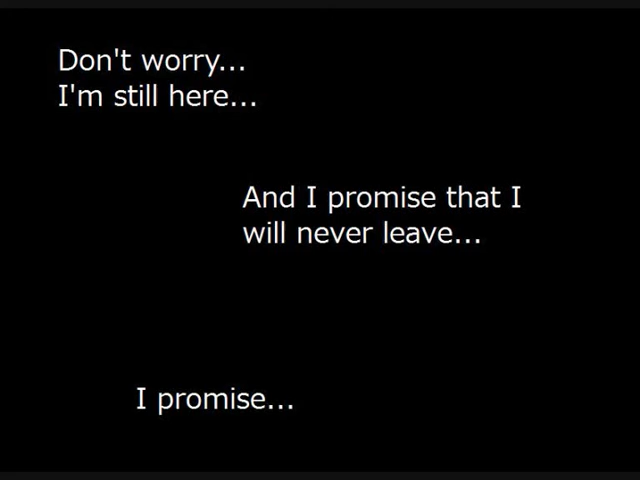 Don't worry...
I'm still here...
And I promise that I
will never leave...
I promise...